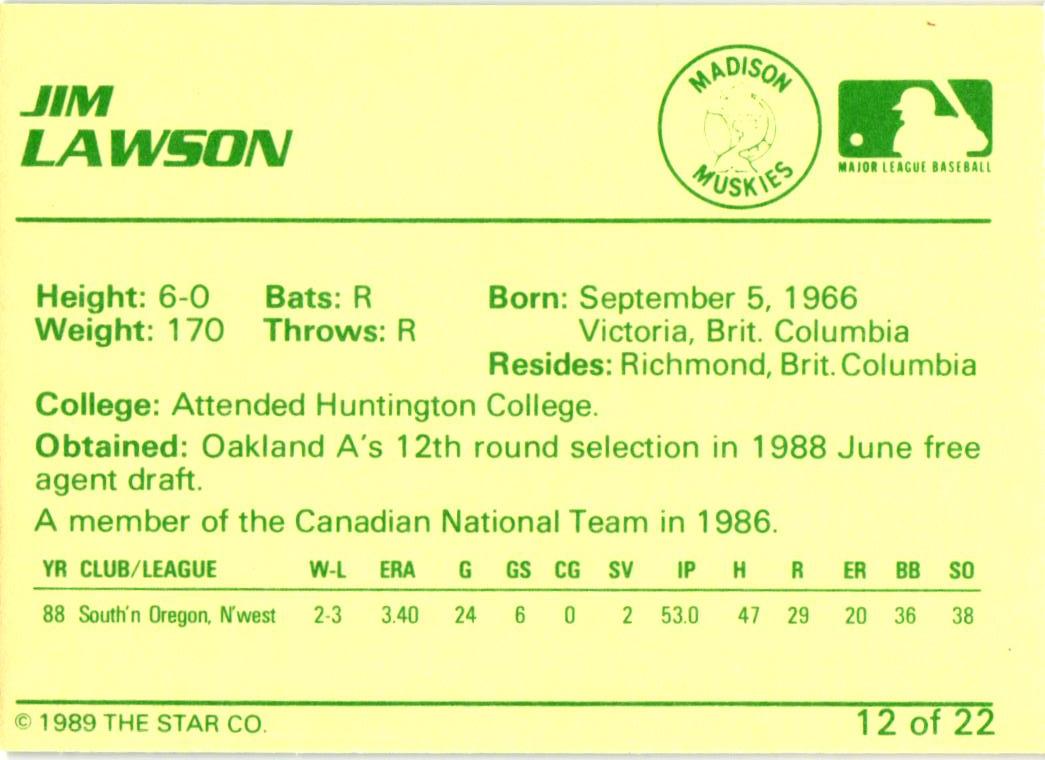 JIM
LAWSON
MADISON
MUSKIES
MAJOR LEAGUE BASEBALL
Height: 6-0 Bats: R Born: September 5, 1966
Weight: 170 Throws: R Victoria, Brit. Columbia
Resides: Richmond, Brit. Columbia
College: Attended Huntington College.
Obtained: Oakland A's 12th round selection in 1988 June free
agent draft.
A member of the Canadian National Team in 1986.
YR CLUB/LEAGUE W-L ERA G GS CG SV IP H R ER BB SO
88 South'n Oregon, N'west 2-3 3.40 24 6 0 2 53.0 47 29 20 36 38
© 1989 THE STAR CO. 12 of 22